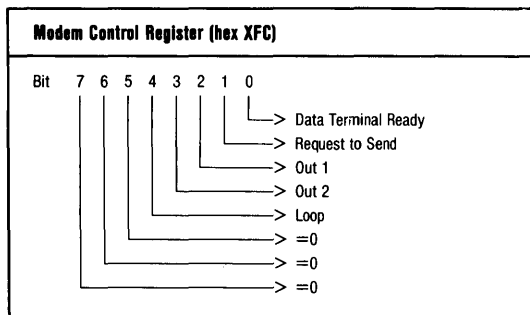 Modem Control Register (hex XFC)
Bit 7 6 5 4 3 2 1 0
Data Terminal Ready
Request to Send
Out 1
Out 2
Loop
=0
=0
=0